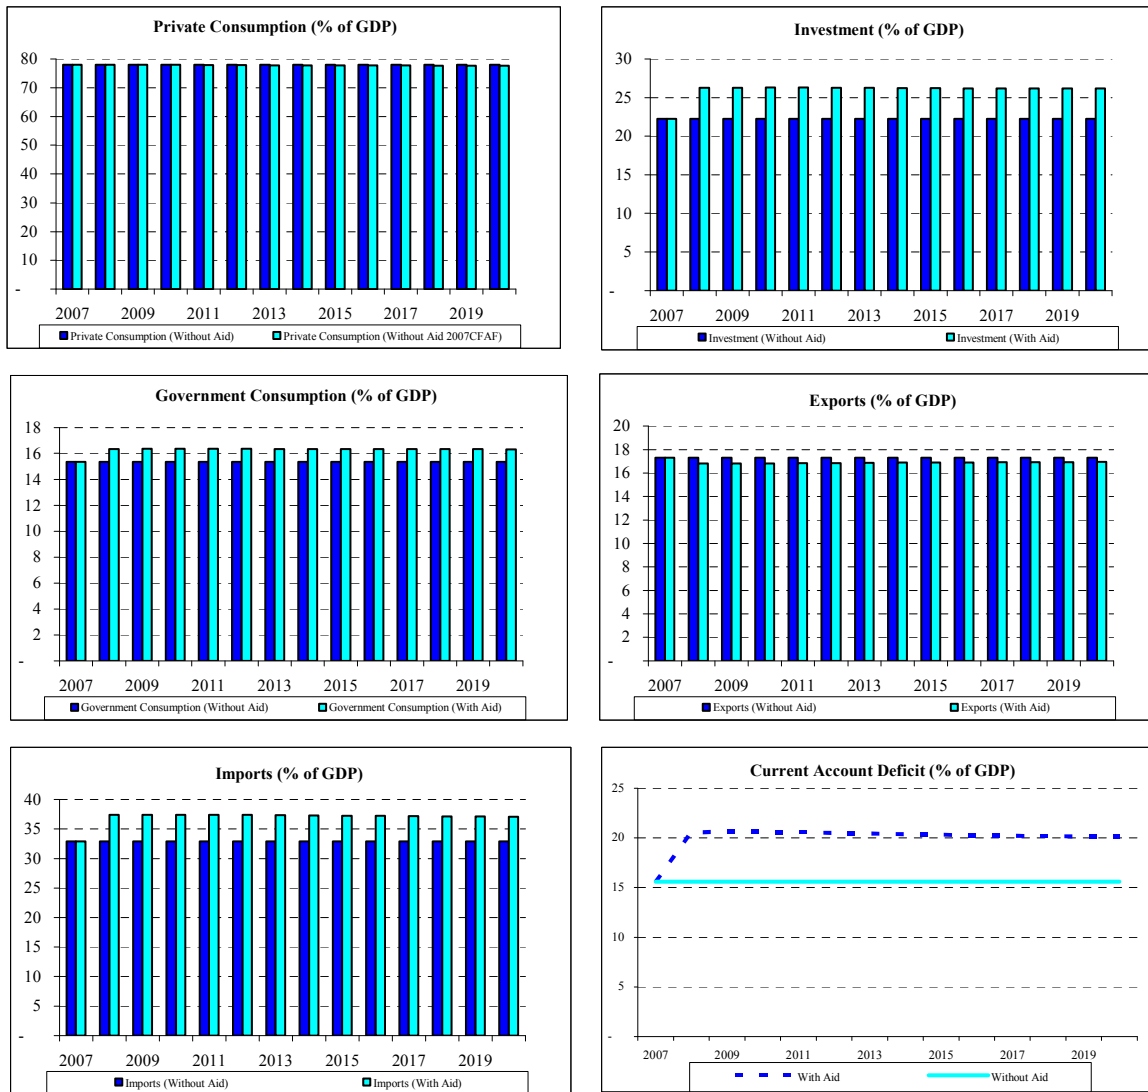 Private Consumption (% of GDP)
80
70
60
50
40
30
20
10
-
2007 2009 2011 2013 2015 2017 2019
Private Consumption (Without Aid) Private Consumption (Without Aid 2007CFAF)
Investment (% of GDP)
30
25
20
15
10
5
-
2007 2009 2011 2013 2015 2017 2019
Investment (Without Aid) Investment (With Aid)
Government Consumption (% of GDP)
18
16
14
12
10
8
6
4
2
-
2007 2009 2011 2013 2015 2017 2019
Government Consumption (Without Aid) Government Consumption (With Aid)
Exports (% of GDP)
20
18
16
14
12
10
8
6
4
2
-
2007 2009 2011 2013 2015 2017 2019
Exports (Without Aid) Exports (With Aid)
Imports (% of GDP)
40
35
30
25
20
15
10
5
-
2007 2009 2011 2013 2015 2017 2019
Imports (Without Aid) Imports (With Aid)
Current Account Deficit (% of GDP)
25
20
15
10
5
-
2007 2009 2011 2013 2015 2017 2019
With Aid Without Aid